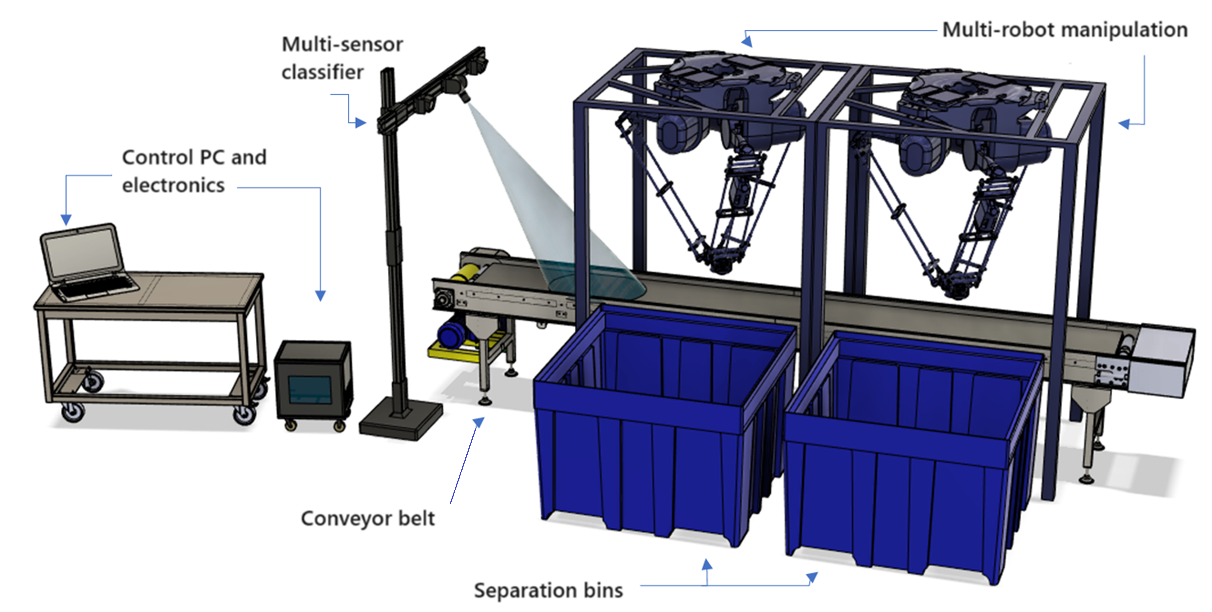 Multi-robot manipulation
Multi-sensor
classifier
Control PC and
electronics
Conveyor belt
Separation bins